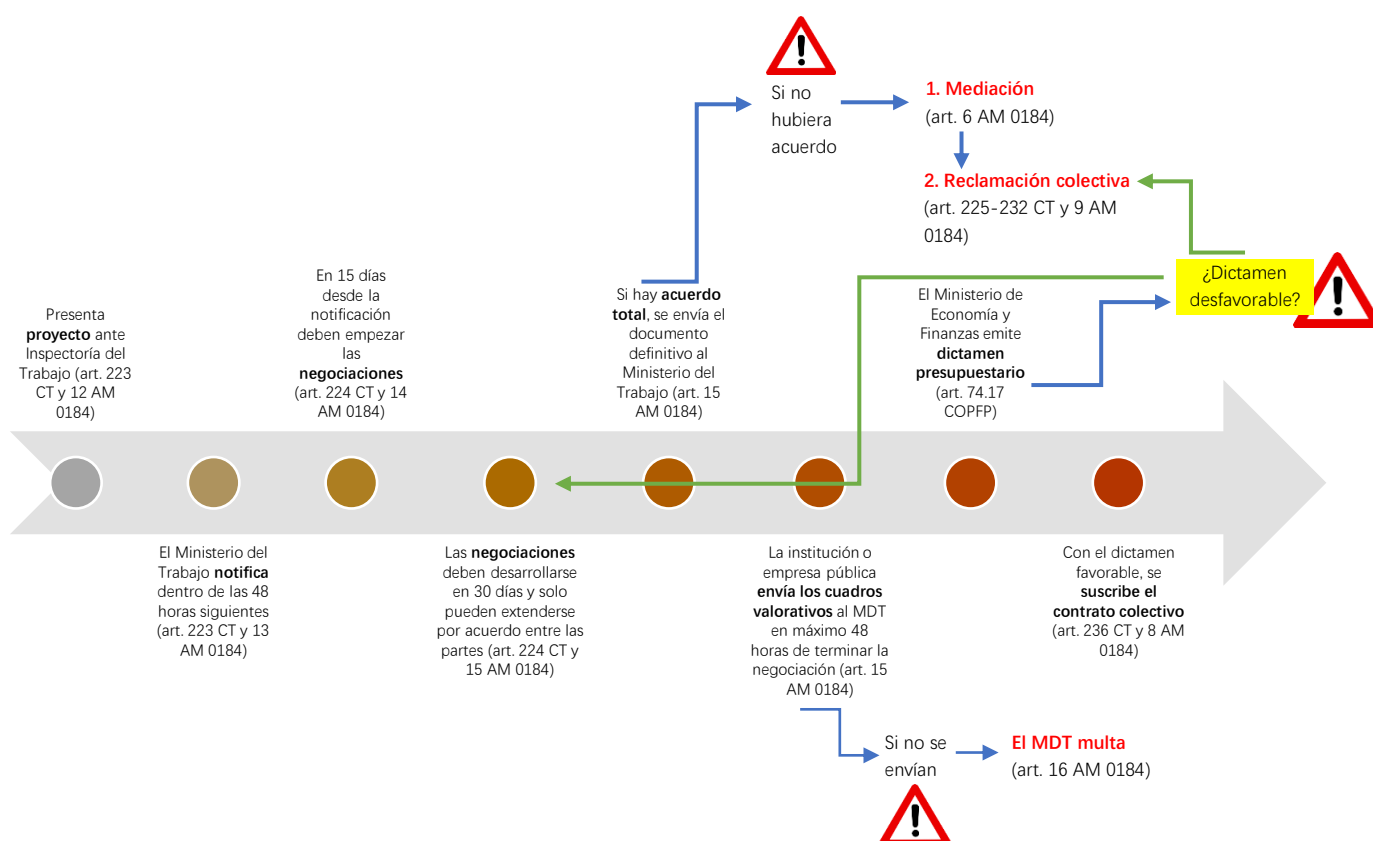 Si no
hubiera
acuerdo
1. Mediación
(art. 6 AM 0184)
2. Reclamación colectiva
(art. 225-232 CT y 9 AM
0184)
¿Dictamen
desfavorable?
Presenta
proyecto ante
Inspectoría del
Trabajo (art. 223
CT y 12 AM
0184)
En 15 días
desde la
notificación
deben empezar
las
negociaciones
(art. 224 CT y 14
AM 0184)
Si hay acuerdo
total, se envía el
documento
definitivo al
Ministerio del
Trabajo (art. 15
AM 0184)
El Ministerio de
Economía y
Finanzas emite
dictamen
presupuestario
(art. 74.17
COPFP)
El Ministerio del
Trabajo notifica
dentro de las 48
horas siguientes
(art. 223 CT y 13
AM 0184)
Las negociaciones
deben desarrollarse
en 30 días y solo
pueden extenderse
por acuerdo entre las
partes (art. 224 CT y
15 AM 0184)
La institución o
empresa pública
envía los cuadros
valorativos al MDT
en máximo 48
horas de terminar la
negociación (art. 15
AM 0184)
Con el dictamen
favorable, se
suscribe el
contrato colectivo
(art. 236 CT y 8 AM
0184)
Si no se
envían
El MDT multa
(art. 16 AM 0184)